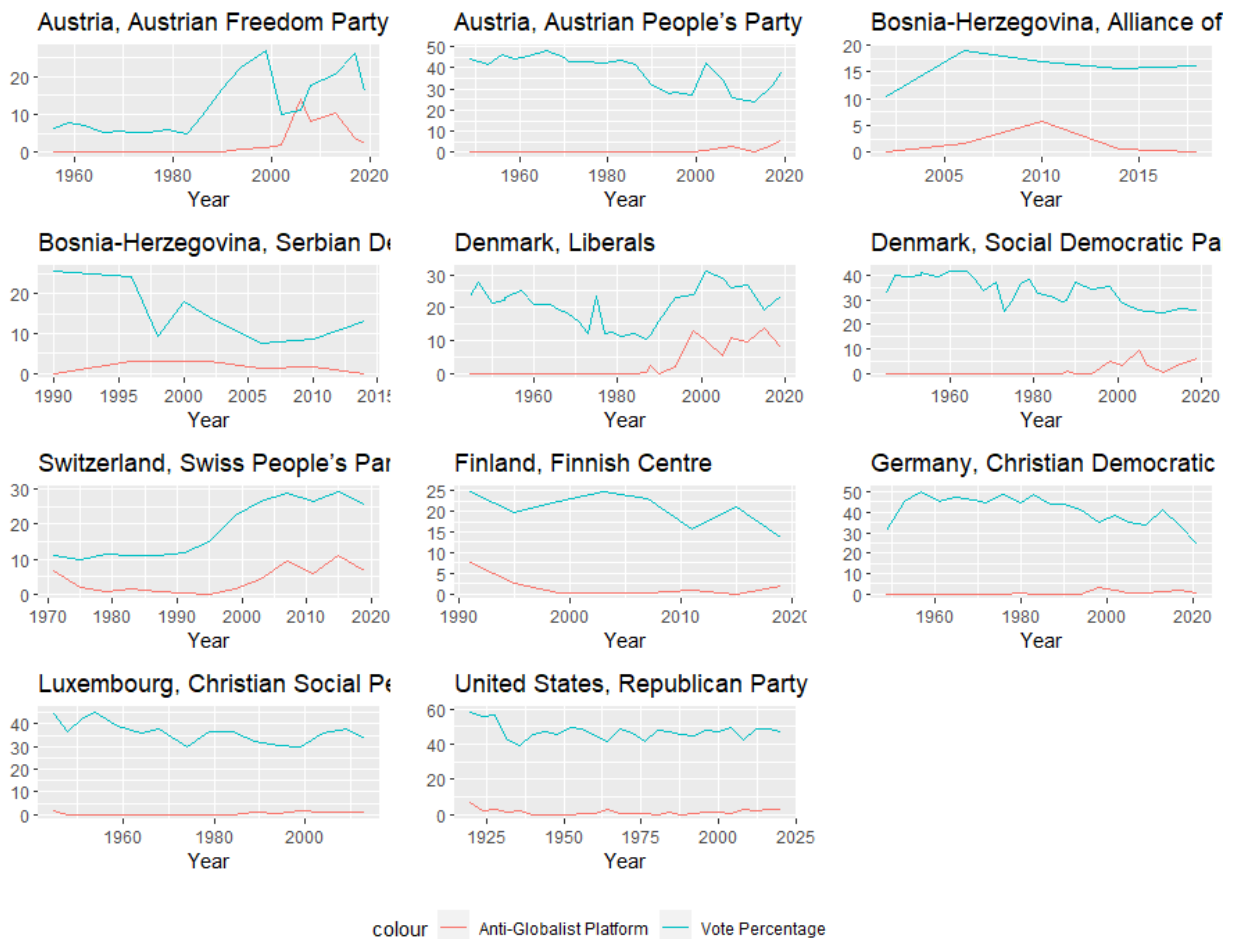 Austria, Austrian Freedom Party
20
10
0
1960 1980 2000 2020
Year
Austria, Austrian People's Party
50
40
30
20
10
0
1960 1980 2000 2020
Year
Bosnia-Herzegovina, Alliance of
20
15
10
5
0
2005 2010 2015
Year
Bosnia-Herzegovina, Serbian De
20
10
0
1990 1995 2000 2005 2010 2015
Year
Denmark, Liberals
30
20
10
0
1960 1980 2000 2020
Year
Denmark, Social Democratic Pa
40
30
20
10
0
1960 1980 2000 2020
Year
Switzerland, Swiss People's Par
30
20
10
0
1970 1980 1990 2000 2010 2020
Year
Finland, Finnish Centre
25
20
15
10
5
0
1990 2000 2010 2020
Year
Germany, Christian Democratic
50
40
30
20
10
0
1960 1980 2000 2020
Year
Luxembourg, Christian Social Pe
40
30
20
10
0
1960 1980 2000
Year
United States, Republican Party
60
40
20
0
1925 1950 1975 2000 2025
Year
colour Anti-Globalist Platform Vote Percentage